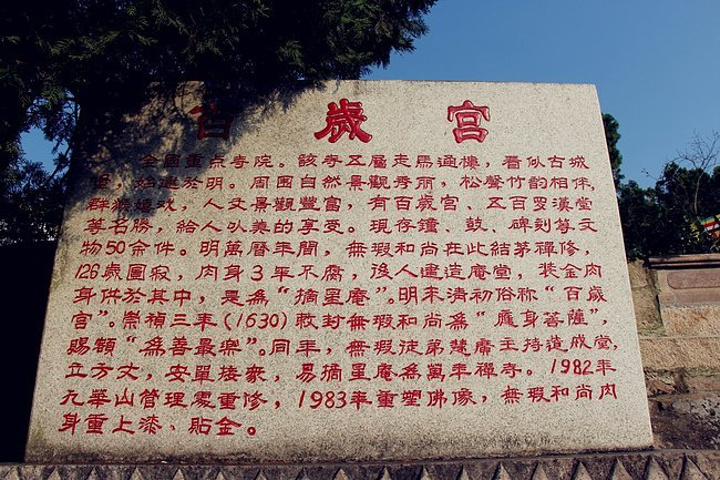 百歲宮
全國重点寺院。該寺五層走馬通樓，看似古城
堡，始建於明。周围自然景觀秀丽，松聲竹韵相伴，
群猴嬉戏，人文景觀豐富，有百歲宮、五百罗漢堂
等名勝，給人以美的享受。現存鐘、鼓、碑刻等文
物50余件。明萬曆年間，無瑕和尚在此結茅禪修，
126歲圓寂，肉身3年不腐，後人建造庵堂，裝金肉
身供於其中，是為“摘星庵”。明末清初俗称“百歲
宮”。崇禎三年(1630)敕封無瑕和尚為“應身菩薩”，
賜額“為善最樂”。同年，無瑕徒弟慧廣主持造成殿堂，
立方丈，安單接衆，易摘星庵為萬年禪寺。1982年
九華山管理處重修，1983年重塑佛像，無瑕和尚肉
身重上漆、貼金。